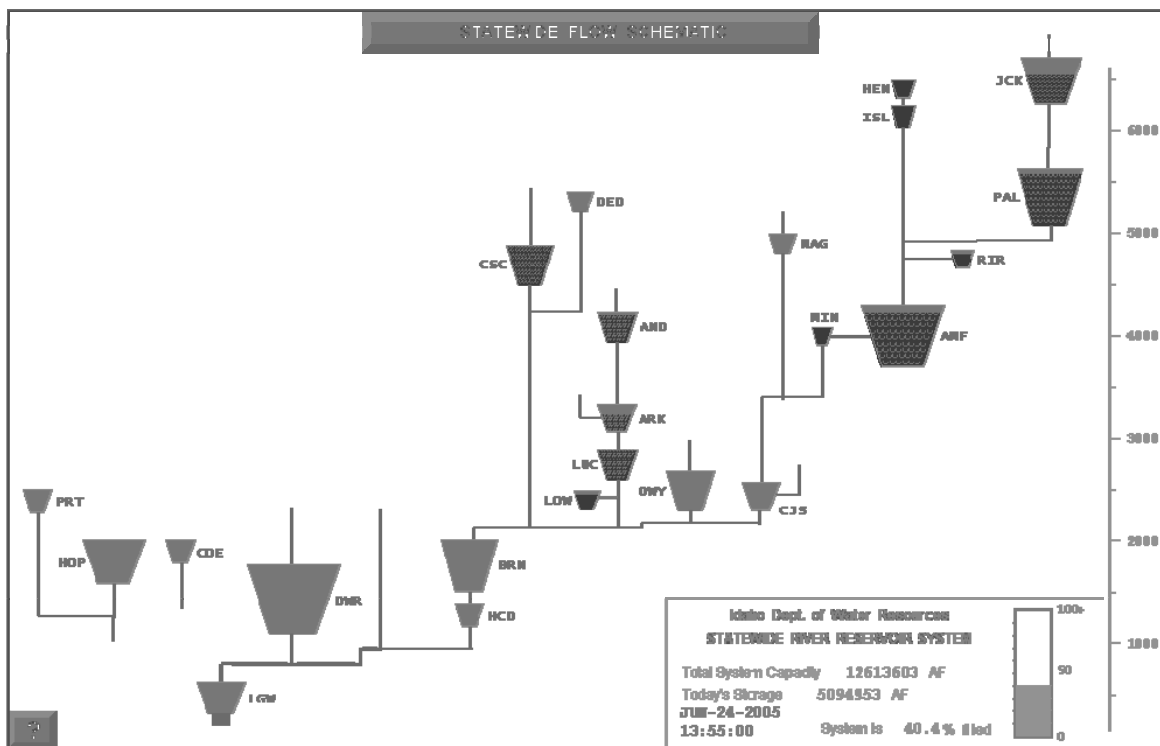 STATEWIDE FLOW SCHEMATIC
HEN
JCK
ISL
6000
PAL
DED
5000
MAG
CSC
RIR
AND
MIN
AMF
4000
ARK
3000
LUC
PRT
LOW
OWY
CJS
HOP
CDE
BRN
2000
DWR
HCD
Idaho Dept. of Water Resources
100%
STATEWIDE RIVER RESERVOIR SYSTEM
1000
Total System Capacity 12613603 AF
50
LGW
Today's Storage 5094953 AF
JUN-24-2005
?
13:55:00 System is 40.4% filled
0